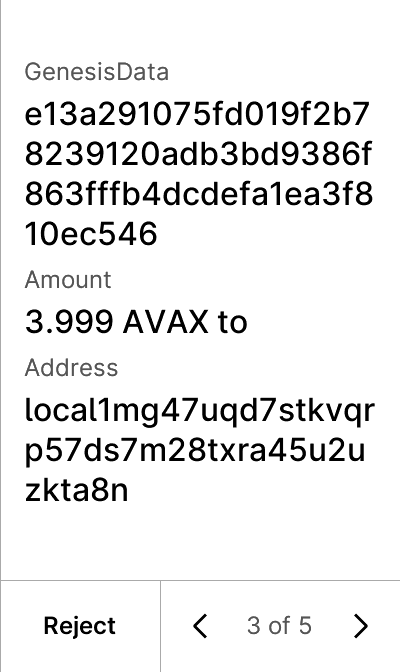 GenesisData
e13a291075fd019f2b7
8239120adb3bd9386f
863fffb4dcdefa1ea3f8
10ec546
Amount
3.999 AVAX to
Address
local1mg47uqd7stkvqr
p57ds7m28txra45u2u
zkta8n
Reject
3 of 5